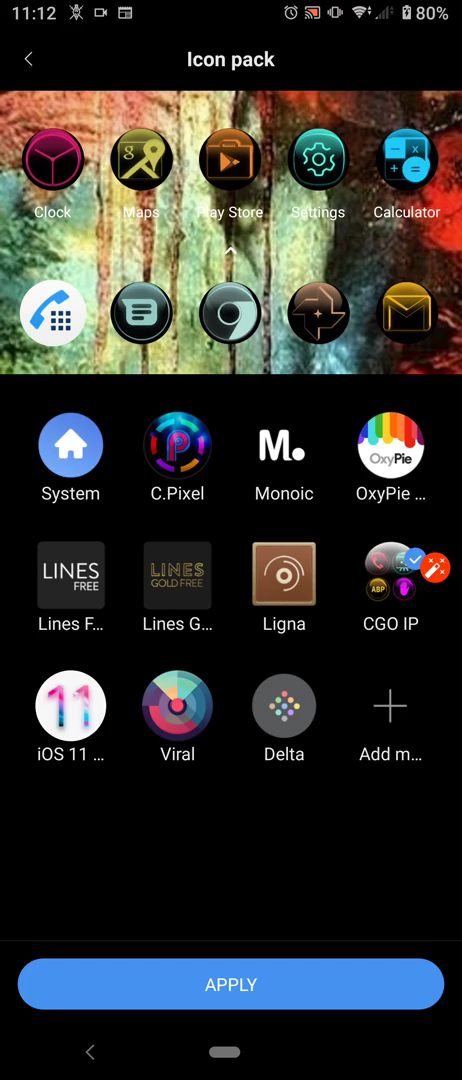 11:12
80%
Icon pack
Clock Maps Play Store Settings Calculator
System C.Pixel Monoic OxyPie ...
M.
OxyPie
LINES
FREE
LINES
GOLD FREE
ABP
Lines F... Lines G... Ligna CGO IP
11
iOS 11 ... Viral Delta Add m...
APPLY